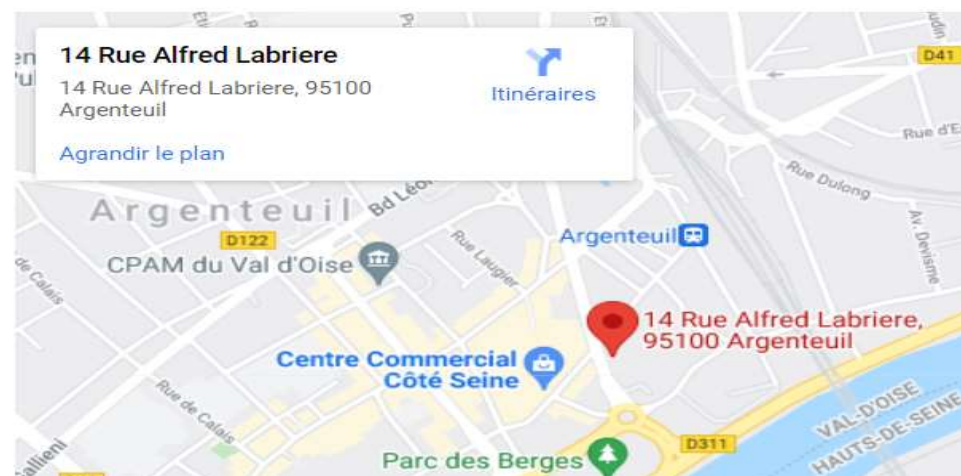 14 Rue Alfred Labriere
14 Rue Alfred Labriere, 95100
Argenteuil
Itinéraires
Agrandir le plan
D41
Rue d'E
Rue Dulong
Argenteuil
Bd Léo
D122
Rue Laugier
Argenteuil
Av. Devisme
CPAM du Val d'Oise
de Calais
14 Rue Alfred Labriere,
95100 Argenteuil
Centre Commercial
Côté Seine
Rue de Calais
VAL-D'OISE
HAUTS-DE-SEINE
D311
Gallieni
Parc des Berges